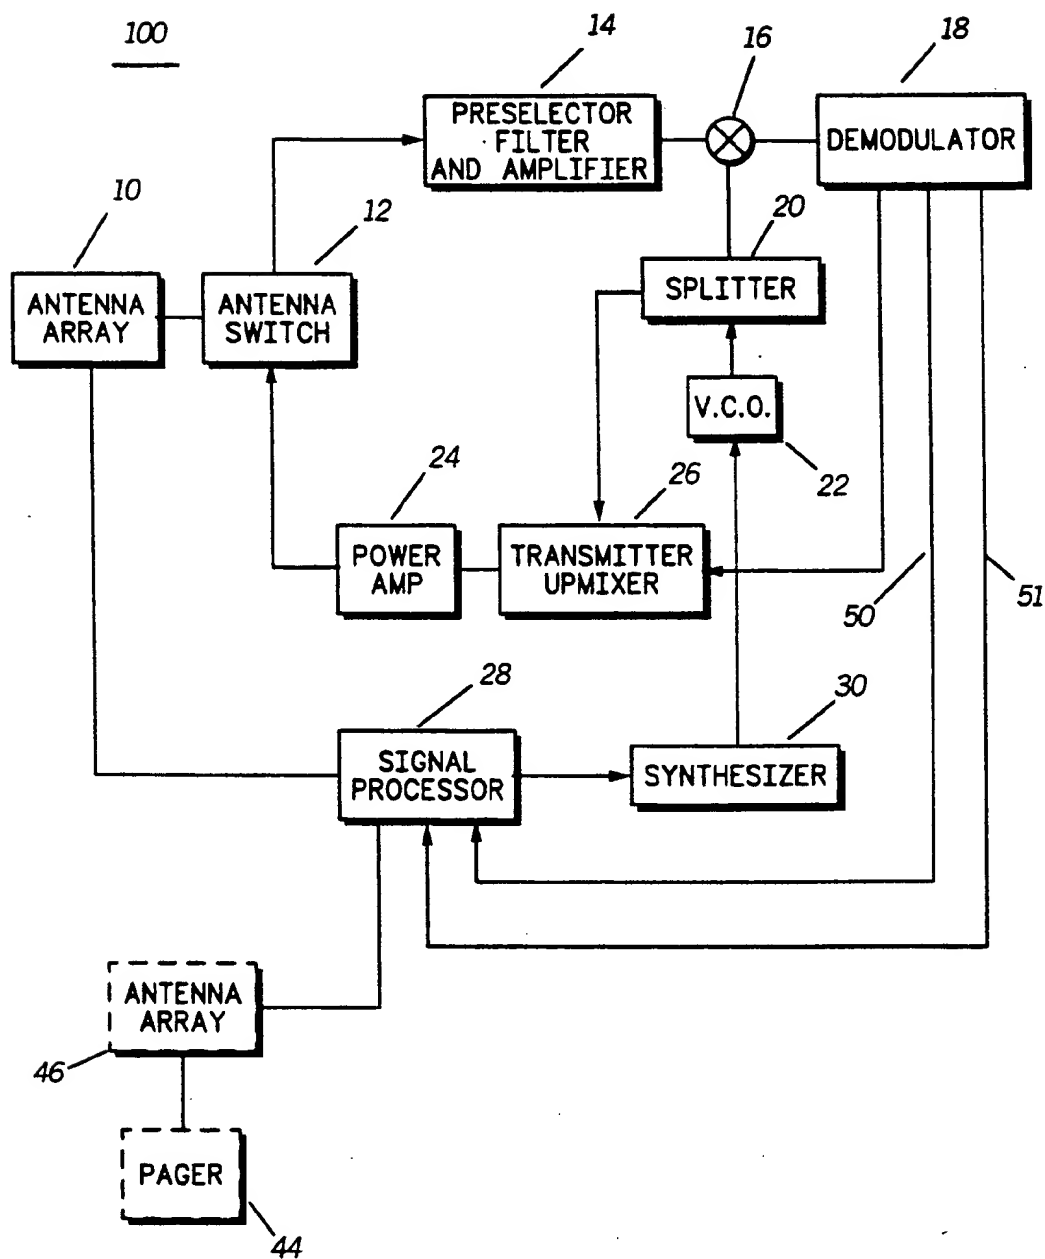 100
14
16
18
PRESELECTOR
FILTER
AND AMPLIFIER
DEMODULATOR
10
12
20
ANTENNA
ARRAY
ANTENNA
SWITCH
SPLITTER
V.C.O.
22
24
26
POWER
AMP
TRANSMITTER
UPMIXER
50
51
28
30
SIGNAL
PROCESSOR
SYNTHESIZER
ANTENNA
ARRAY
46
PAGER
44